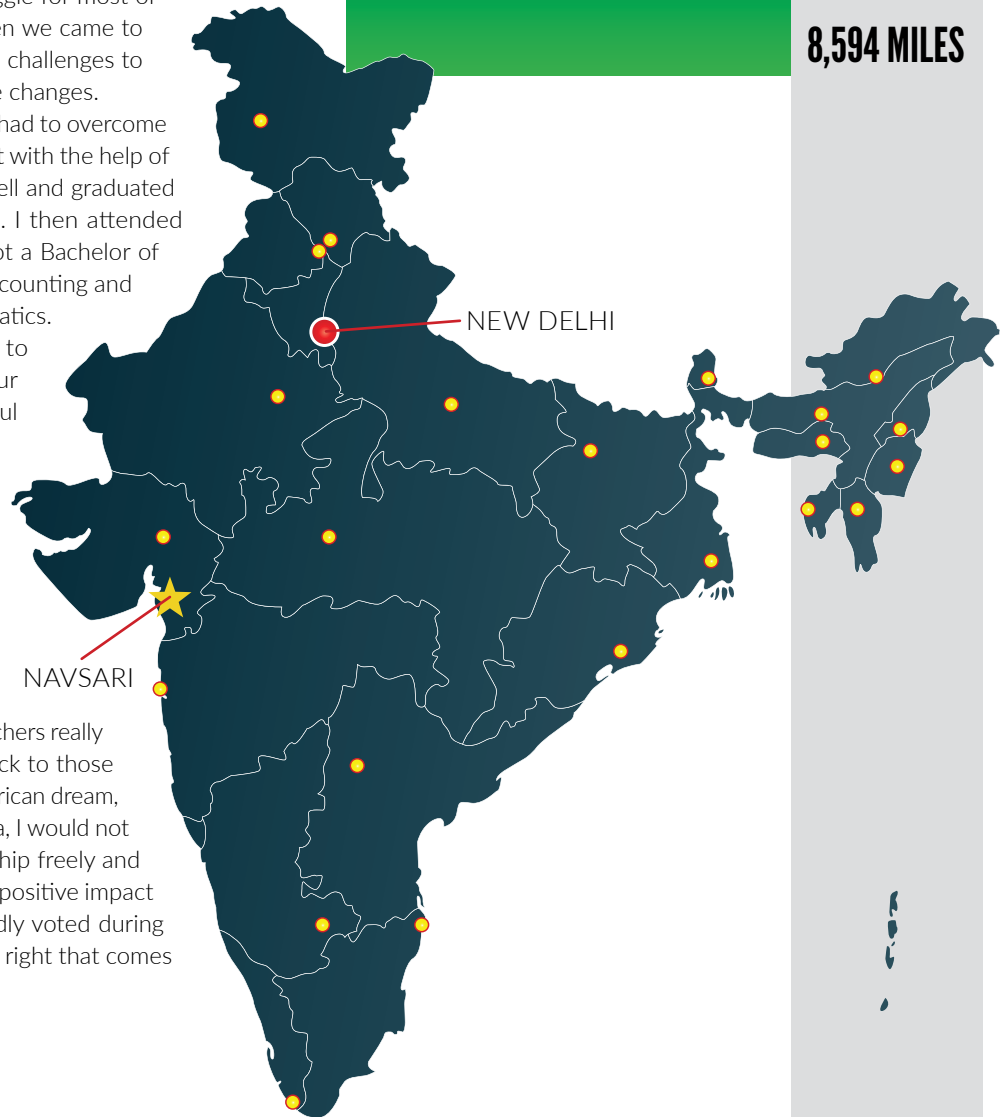 en we came to
challenges to
changes.
had to overcome
with the help of
ell and graduated
. I then attended
a Bachelor of
counting and
atics.
to
ur
ul
8,594 MILES
NEW DELHI
NAVSARI
chers really
ck to those
rican dream,
a, I would not
hip freely and
positive impact
dly voted during
right that comes